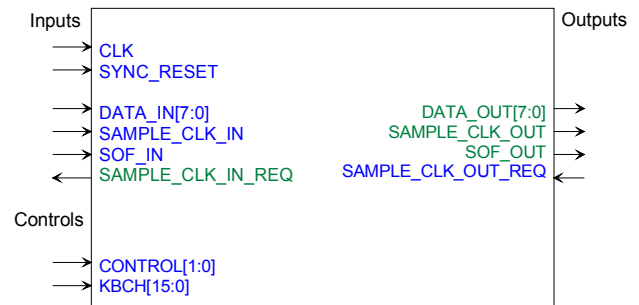 Inputs
Outputs
CLK
SYNC_RESET
DATA_IN[7:0]
SAMPLE_CLK_IN
SOF_IN
SAMPLE_CLK_IN_REQ
DATA_OUT[7:0]
SAMPLE_CLK_OUT
SOF_OUT
SAMPLE_CLK_OUT_REQ
Controls
CONTROL[1:0]
KBCH[15:0]